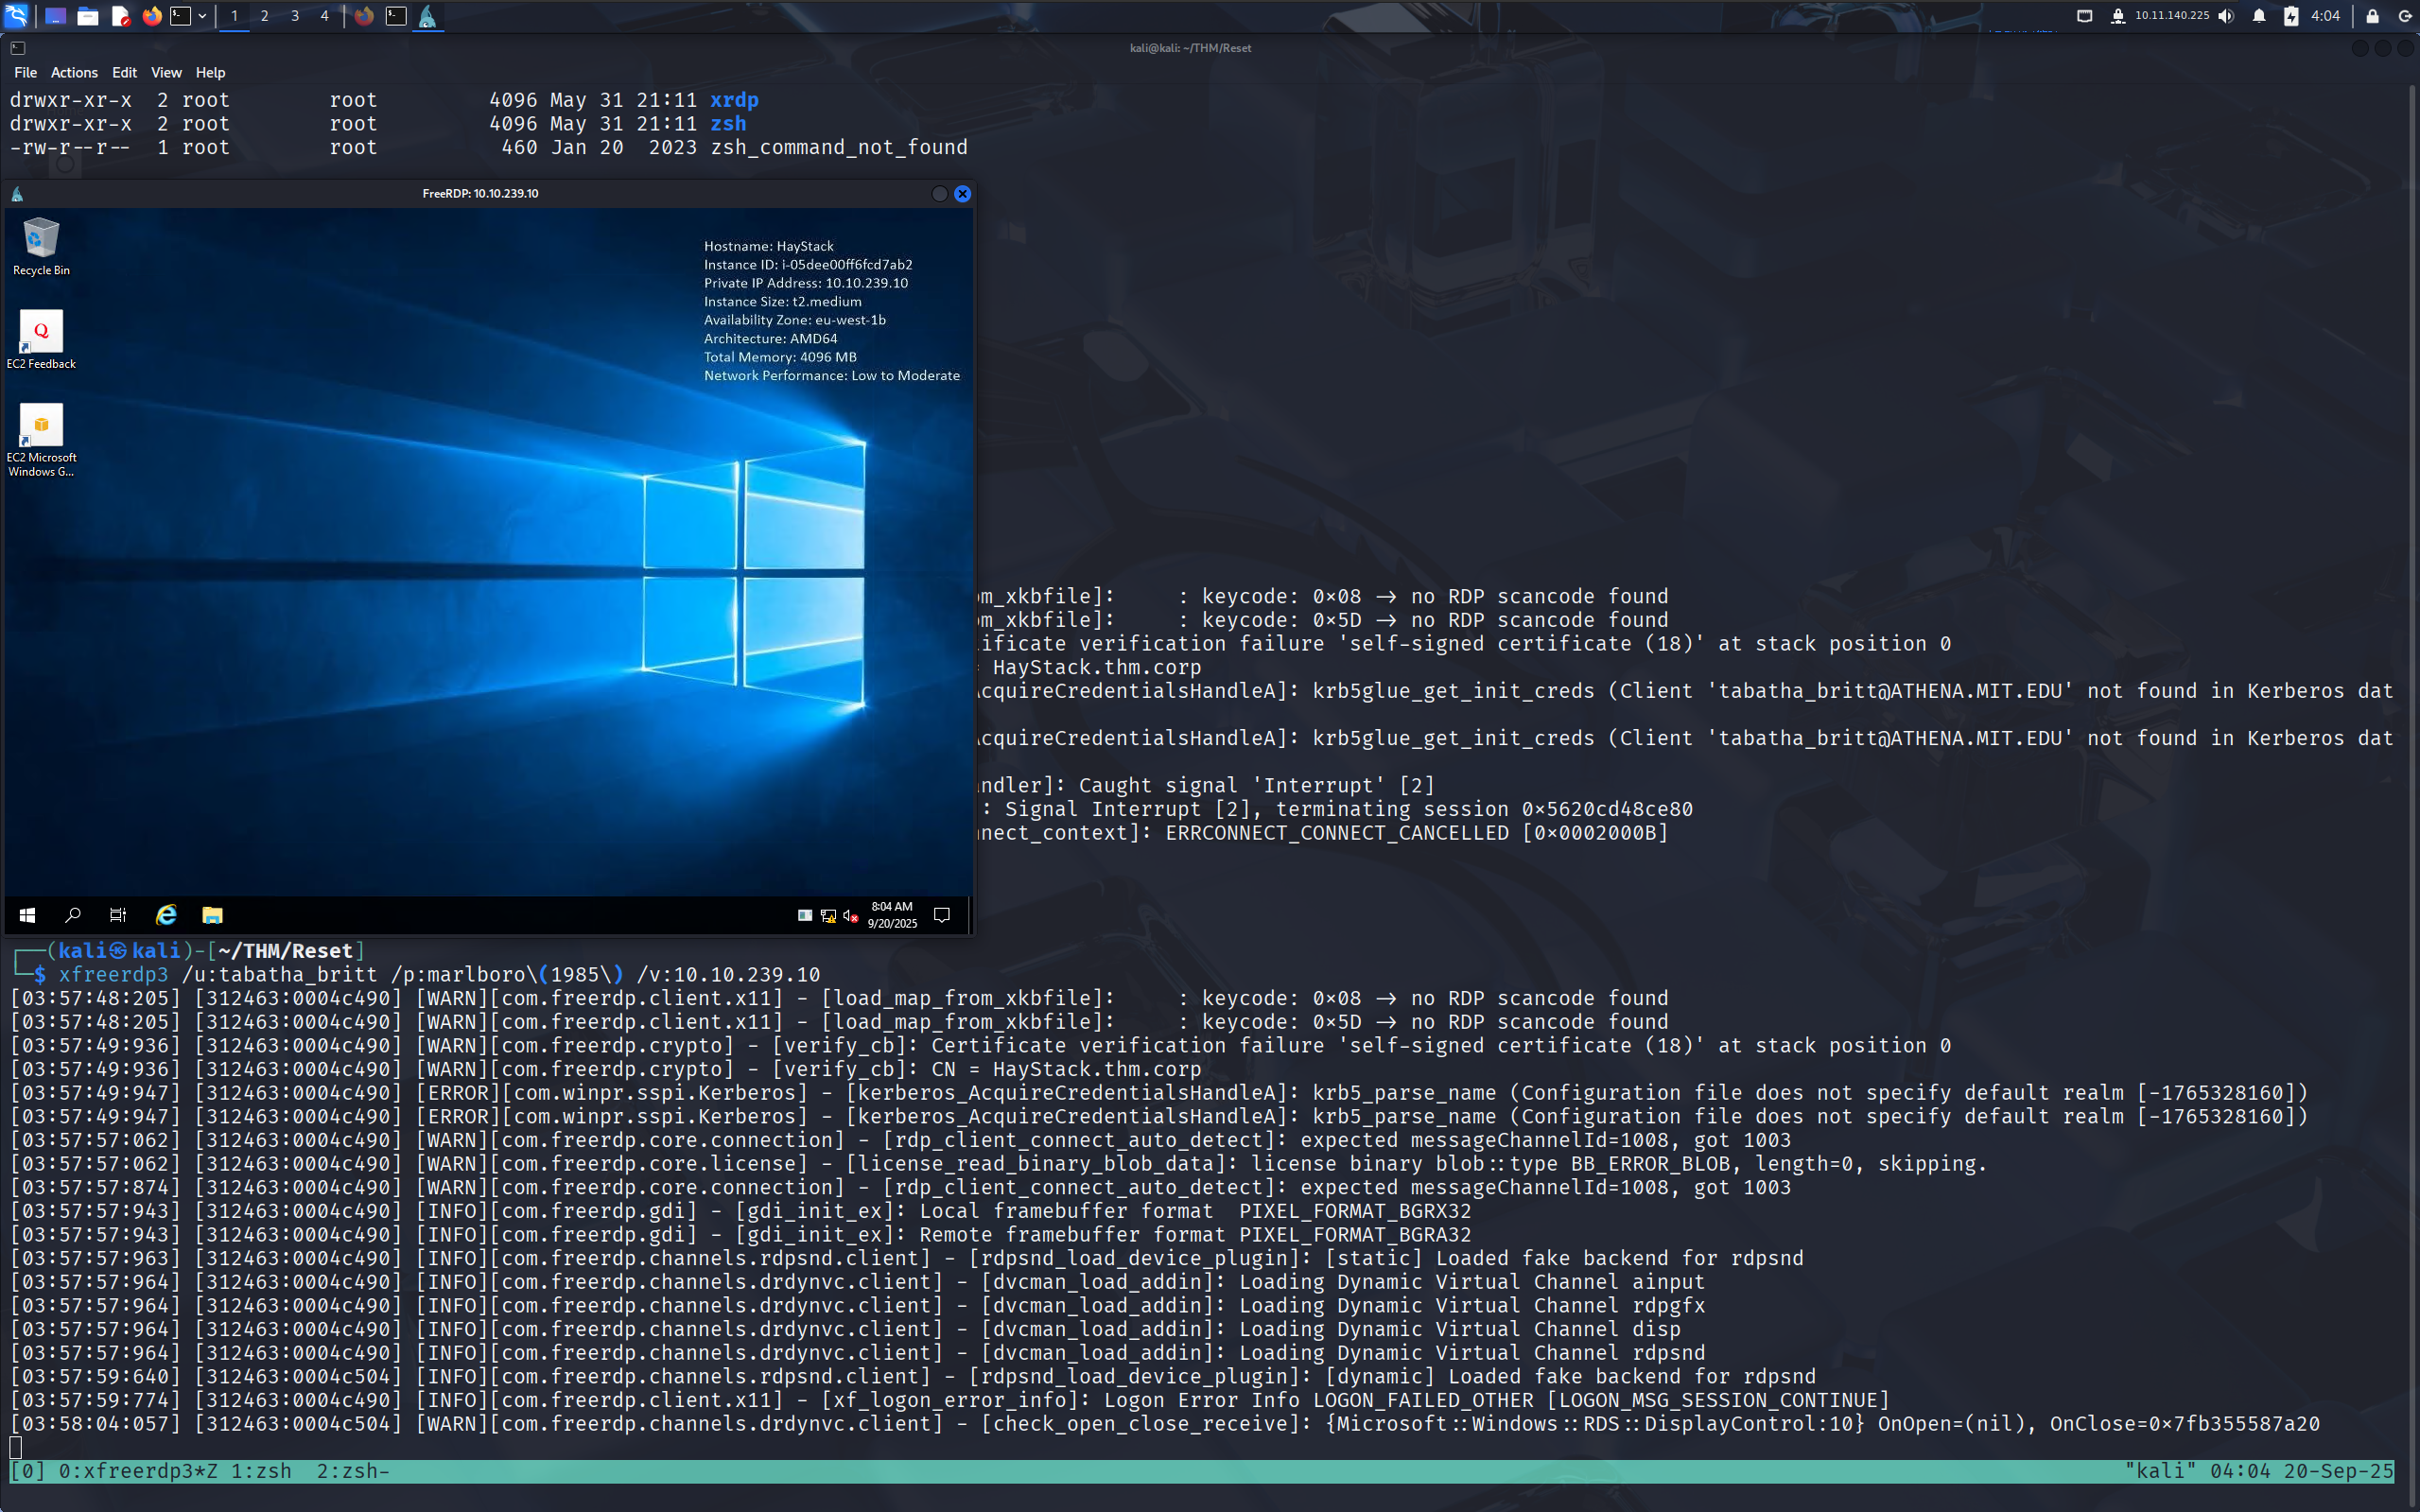 1 2 3 4
10.11.140.225 4:04
kali@kali: ~/THM/Reset
File Actions Edit View Help
drwxr-xr-x 2 root root 4096 May 31 21:11 xrdp
drwxr-xr-x 2 root root 4096 May 31 21:11 zsh
-rw-r--r-- 1 root root 460 Jan 20 2023 zsh_command_not_found
FreeRDP: 10.10.239.10
Recycle Bin
EC2 Feedback
EC2 Microsoft
Windows G...
Hostname: HayStack
Instance ID: i-05dee00ff6fcd7ab2
Private IP Address: 10.10.239.10
Instance Size: t2.medium
Availability Zone: eu-west-1b
Architecture: AMD64
Total Memory: 4096 MB
Network Performance: Low to Moderate
m_xkbfile]: : keycode: 0×08 → no RDP scancode found
m_xkbfile]: : keycode: 0×5D → no RDP scancode found
ificate verification failure 'self-signed certificate (18)' at stack position 0
= HayStack.thm.corp
AcquireCredentialsHandleA]: krb5glue_get_init_creds (Client 'tabatha_britt@ATHENA.MIT.EDU' not found in Kerberos dat
AcquireCredentialsHandleA]: krb5glue_get_init_creds (Client 'tabatha_britt@ATHENA.MIT.EDU' not found in Kerberos dat
ndler]: Caught signal 'Interrupt' [2]
: Signal Interrupt [2], terminating session 0×5620cd48ce80
nnect_context]: ERRCONNECT_CONNECT_CANCELLED [0×0002000B]
8:04 AM
9/20/2025
┌──(kali㉿kali)-[~/THM/Reset]
└─$ xfreerdp3 /u:tabatha_britt /p:marlboro\(1985\) /v:10.10.239.10
[03:57:48:205] [312463:0004c490] [WARN][com.freerdp.client.x11] - [load_map_from_xkbfile]: : keycode: 0×08 → no RDP scancode found
[03:57:48:205] [312463:0004c490] [WARN][com.freerdp.client.x11] - [load_map_from_xkbfile]: : keycode: 0×5D → no RDP scancode found
[03:57:49:936] [312463:0004c490] [WARN][com.freerdp.crypto] - [verify_cb]: Certificate verification failure 'self-signed certificate (18)' at stack position 0
[03:57:49:936] [312463:0004c490] [WARN][com.freerdp.crypto] - [verify_cb]: CN = HayStack.thm.corp
[03:57:49:947] [312463:0004c490] [ERROR][com.winpr.sspi.Kerberos] - [kerberos_AcquireCredentialsHandleA]: krb5_parse_name (Configuration file does not specify default realm [-1765328160])
[03:57:49:947] [312463:0004c490] [ERROR][com.winpr.sspi.Kerberos] - [kerberos_AcquireCredentialsHandleA]: krb5_parse_name (Configuration file does not specify default realm [-1765328160])
[03:57:57:062] [312463:0004c490] [WARN][com.freerdp.core.connection] - [rdp_client_connect_auto_detect]: expected messageChannelId=1008, got 1003
[03:57:57:062] [312463:0004c490] [WARN][com.freerdp.core.license] - [license_read_binary_blob_data]: license binary blob::type BB_ERROR_BLOB, length=0, skipping.
[03:57:57:874] [312463:0004c490] [WARN][com.freerdp.core.connection] - [rdp_client_connect_auto_detect]: expected messageChannelId=1008, got 1003
[03:57:57:943] [312463:0004c490] [INFO][com.freerdp.gdi] - [gdi_init_ex]: Local framebuffer format PIXEL_FORMAT_BGRX32
[03:57:57:943] [312463:0004c490] [INFO][com.freerdp.gdi] - [gdi_init_ex]: Remote framebuffer format PIXEL_FORMAT_BGRA32
[03:57:57:963] [312463:0004c490] [INFO][com.freerdp.channels.rdpsnd.client] - [rdpsnd_load_device_plugin]: [static] Loaded fake backend for rdpsnd
[03:57:57:964] [312463:0004c490] [INFO][com.freerdp.channels.drdynvc.client] - [dvcman_load_addin]: Loading Dynamic Virtual Channel ainput
[03:57:57:964] [312463:0004c490] [INFO][com.freerdp.channels.drdynvc.client] - [dvcman_load_addin]: Loading Dynamic Virtual Channel rdpgfx
[03:57:57:964] [312463:0004c490] [INFO][com.freerdp.channels.drdynvc.client] - [dvcman_load_addin]: Loading Dynamic Virtual Channel disp
[03:57:57:964] [312463:0004c490] [INFO][com.freerdp.channels.drdynvc.client] - [dvcman_load_addin]: Loading Dynamic Virtual Channel rdpsnd
[03:57:59:640] [312463:0004c504] [INFO][com.freerdp.channels.rdpsnd.client] - [rdpsnd_load_device_plugin]: [dynamic] Loaded fake backend for rdpsnd
[03:57:59:774] [312463:0004c490] [INFO][com.freerdp.client.x11] - [xf_logon_error_info]: Logon Error Info LOGON_FAILED_OTHER [LOGON_MSG_SESSION_CONTINUE]
[03:58:04:057] [312463:0004c504] [WARN][com.freerdp.channels.drdynvc.client] - [check_open_close_receive]: {Microsoft::Windows::RDS::DisplayControl:10} OnOpen=(nil), OnClose=0×7fb355587a20
[0] 0:xfreerdp3*Z 1:zsh 2:zsh- "kali" 04:04 20-Sep-25